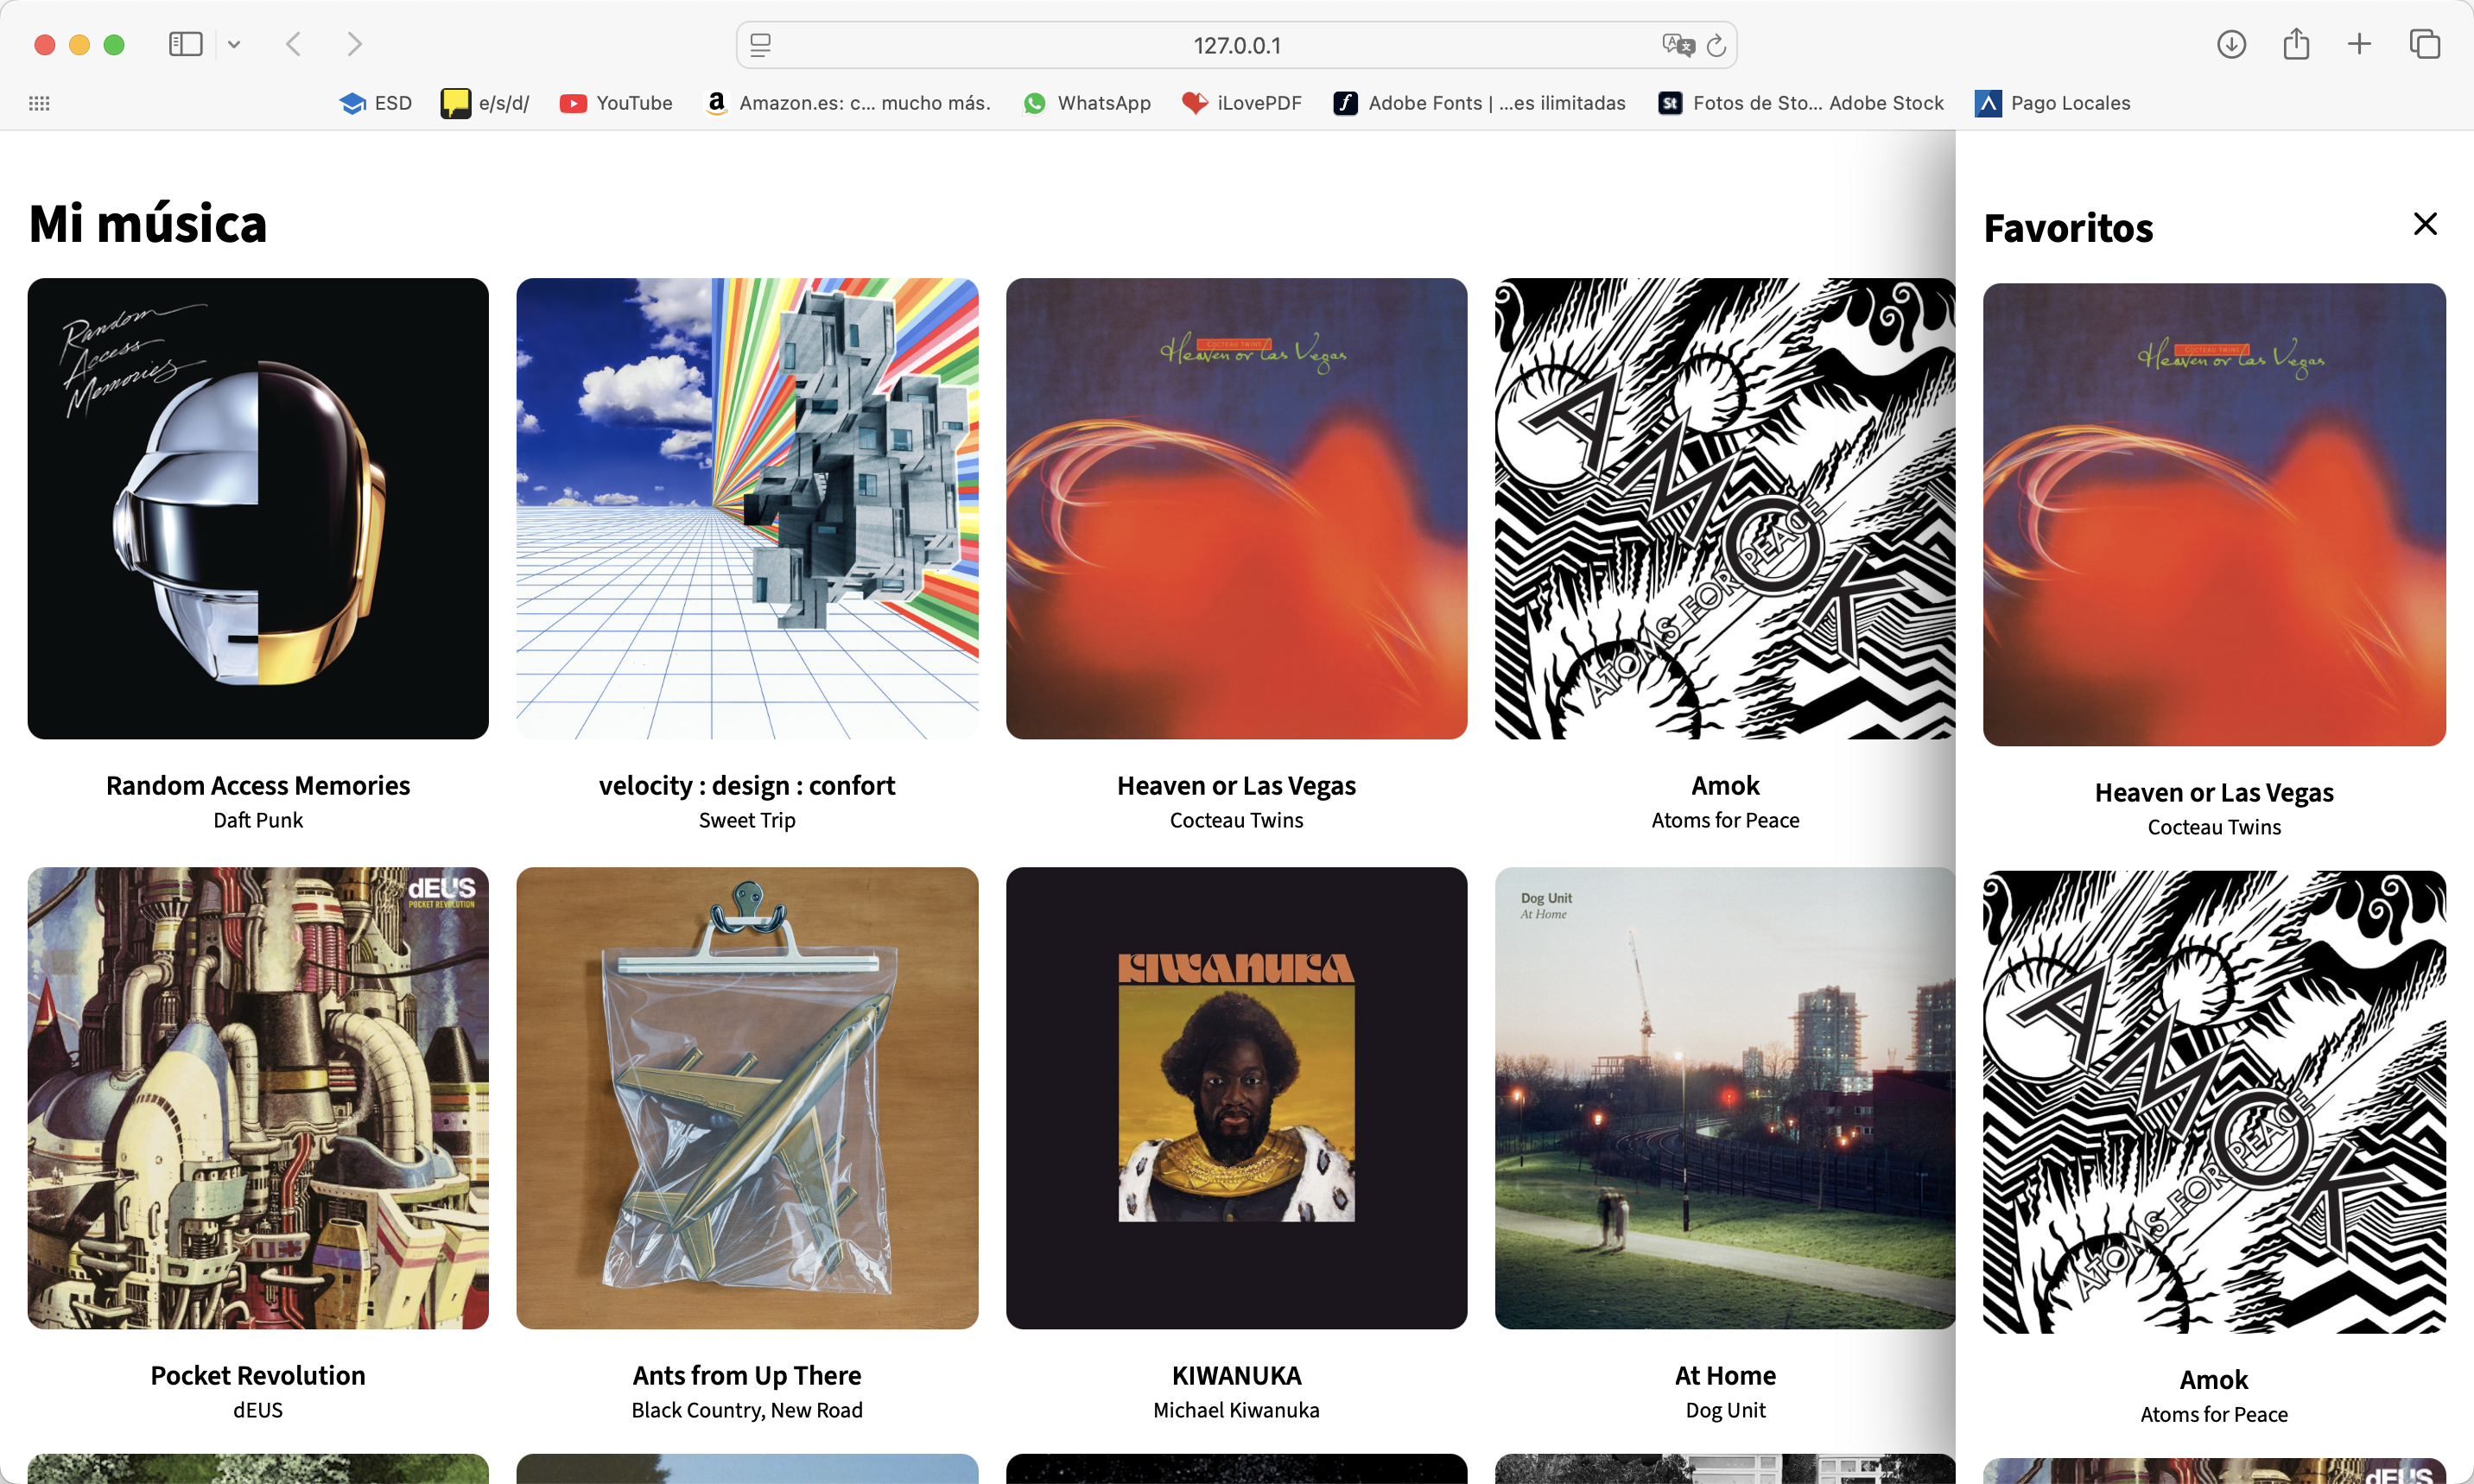 127.0.0.1
ESD
e/s/d/
YouTube
Amazon.es: c... mucho más.
WhatsApp
iLovePDF
Adobe Fonts | ...es ilimitadas
St
Fotos de Sto... Adobe Stock
Pago Locales
Mi música
Favoritos
Random
Access
Memories
COCTEAU TWINS
Heaven or Las Vegas
AMOK
ATOMS FOR PEACE
COCTEAU TWINS
Heaven or Las Vegas
Random Access Memories
Daft Punk
velocity : design : confort
Sweet Trip
Heaven or Las Vegas
Cocteau Twins
Amok
Atoms for Peace
Heaven or Las Vegas
Cocteau Twins
dEUS
POCKET REVOLUTION
KIWANUKA
Dog Unit
At Home
AMOK
ATOMS FOR PEACE
Pocket Revolution
dEUS
Ants from Up There
Black Country, New Road
KIWANUKA
Michael Kiwanuka
At Home
Dog Unit
Amok
Atoms for Peace
dEUS